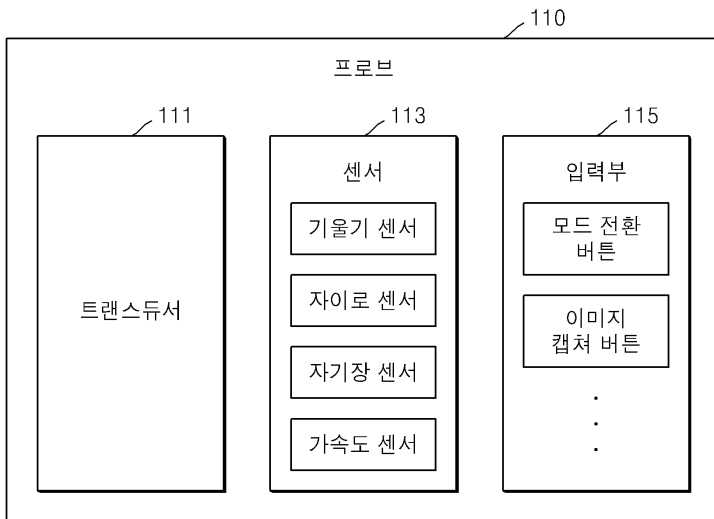 110
프로브
111
113
115
트랜스듀서
센서
기울기 센서
자이로 센서
자기장 센서
가속도 센서
입력부
모드 전환
버튼
이미지
캡쳐 버튼